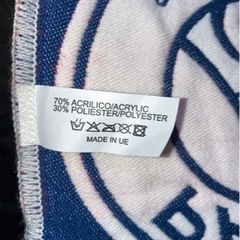 70% ACRILICO/ACRYLIC
30% POLIESTER/POLYESTER
MADE IN UE